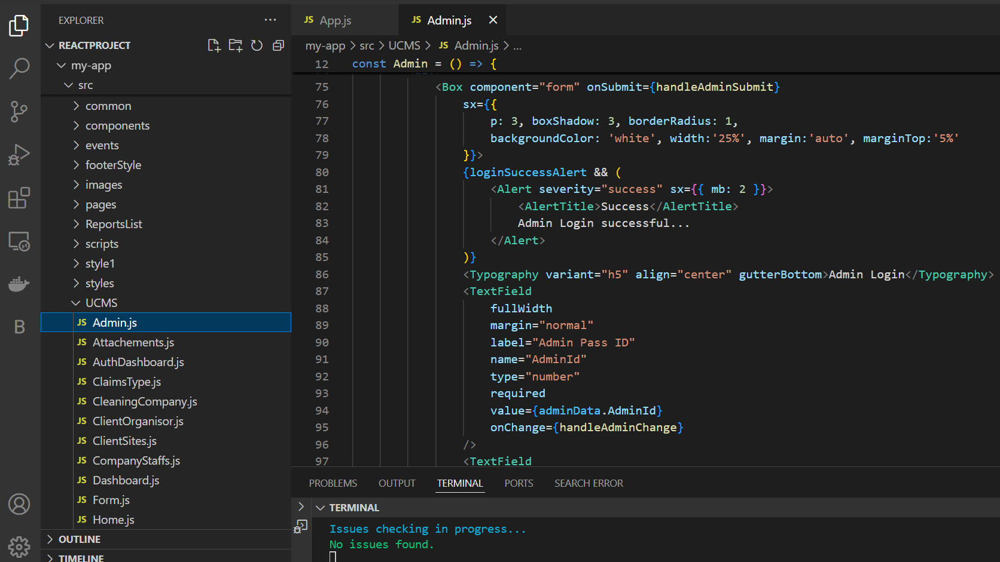 EXPLORER
REACTPROJECT
my-app
src
common
components
events
footerStyle
images
pages
ReportsList
scripts
style1
styles
UCMS
JS Admin.js
JS Attachements.js
JS AuthDashboard.js
JS ClaimsType.js
JS CleaningCompany.js
JS ClientOrganisor.js
JS ClientSites.js
JS CompanyStaffs.js
JS Dashboard.js
JS Form.js
JS Home.js
OUTLINE
TIMELINE
B
JS App.js
JS Admin.js
my-app > src > UCMS > JS Admin.js > ...
12 const Admin = () => {
75 <Box component="form" onSubmit={handleAdminSubmit}
76 sx={{
77 p: 3, boxShadow: 3, borderRadius: 1,
78 backgroundColor: 'white', width:'25%', margin:'auto', marginTop:'5%'
79 }}>
80 {loginSuccessAlert && (
81 <Alert severity="success" sx={{ mb: 2 }}>
82 <AlertTitle>Success</AlertTitle>
83 Admin Login successful...
84 </Alert>
85 )}
86 <Typography variant="h5" align="center" gutterBottom>Admin Login</Typography>
87 <TextField
88 fullWidth
89 margin="normal"
90 label="Admin Pass ID"
91 name="AdminId"
92 type="number"
93 required
94 value={adminData.AdminId}
95 onChange={handleAdminChange}
96 />
97 <TextField
PROBLEMS OUTPUT TERMINAL PORTS SEARCH ERROR
TERMINAL
Issues checking in progress...
No issues found.